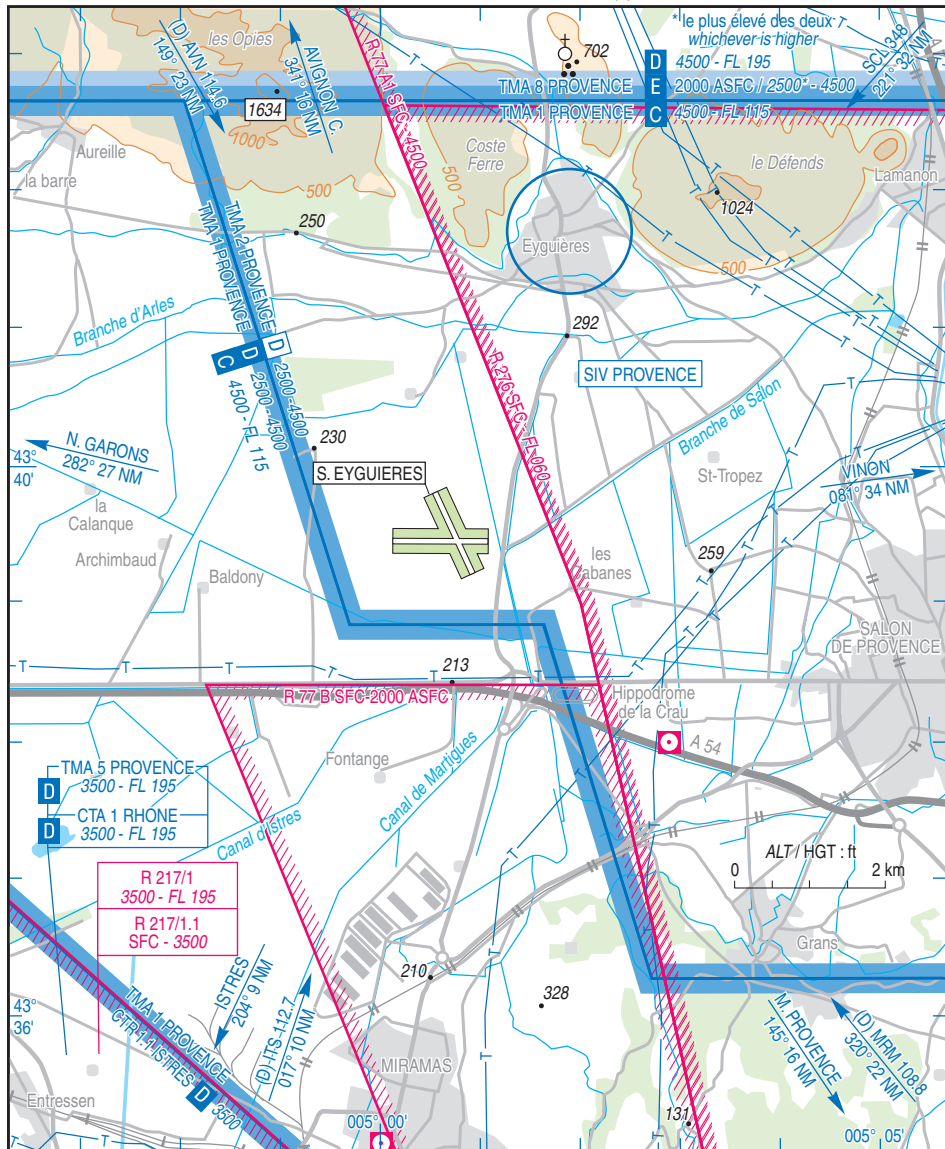 * le plus élevé des deux
whichever is higher
les Opies
(D) AVN 114.6
149° 23 NM
AVIGNON C.
341° 18 NM
R 77 A1 SFC - 4500
702
SCL 348
221° 32 NM
D 4500 - FL 195
TMA 8 PROVENCE E 2000 ASFC / 2500* - 4500
TMA 1 PROVENCE C 4500 - FL 115
1634
1000
Aureille
la barre
500
Coste
Ferre
500
le Défends
1024
Lamanon
250
Eyguières
500
TMA 2 PROVENCE D 2500-4500
TMA 1 PROVENCE D 2500 - 4500
C 4500 - FL 115
Branche d'Arles
292
SIV PROVENCE
R 276 SFC - FL 060
Branche de Salon
230
N. GARONS
282° 27 NM
43°
40'
S. EYGUIERES
St-Tropez
VINON
081° 34 NM
la
Calanque
Archimbaud
Baldony
les
Cabanes
259
SALON
DE PROVENCE
T
213
R 77 B SFC-2000 ASFC
Hippodrome
de la Crau
A 54
Fontange
Canal de Martigues
Canal d'Istres
TMA 5 PROVENCE
D 3500 - FL 195
CTA 1 RHONE
D 3500 - FL 195
R 217/1
3500 - FL 195
R 217/1.1
SFC - 3500
ALT / HGT : ft
0 2 km
Grans
210
328
43°
36'
ISTRES
204° 9 NM
(D) ITS 112.7
017° 10 NM
TMA 1 PROVENCE
CTR 1.1 ISTRES D 3500
M. PROVENCE
145° 16 NM
(D) MRM 108.8
320° 22 NM
MIRAMAS
Entressen
131
005° 00'
005° 05'